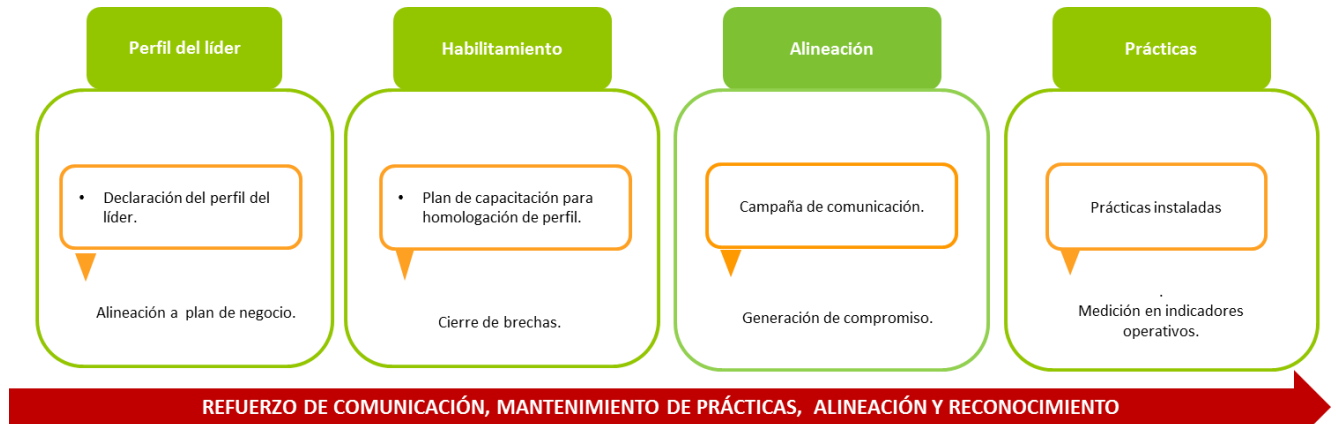 Perfil del líder
• Declaración del perfil del
líder.
Alineación a plan de negocio.
Habilitamiento
• Plan de capacitación para
homologación de perfil.
Cierre de brechas.
Alineación
Campaña de comunicación.
Generación de compromiso.
Prácticas
Prácticas instaladas
.
Medición en indicadores
operativos.
REFUERZO DE COMUNICACIÓN, MANTENIMIENTO DE PRÁCTICAS, ALINEACIÓN Y RECONOCIMIENTO